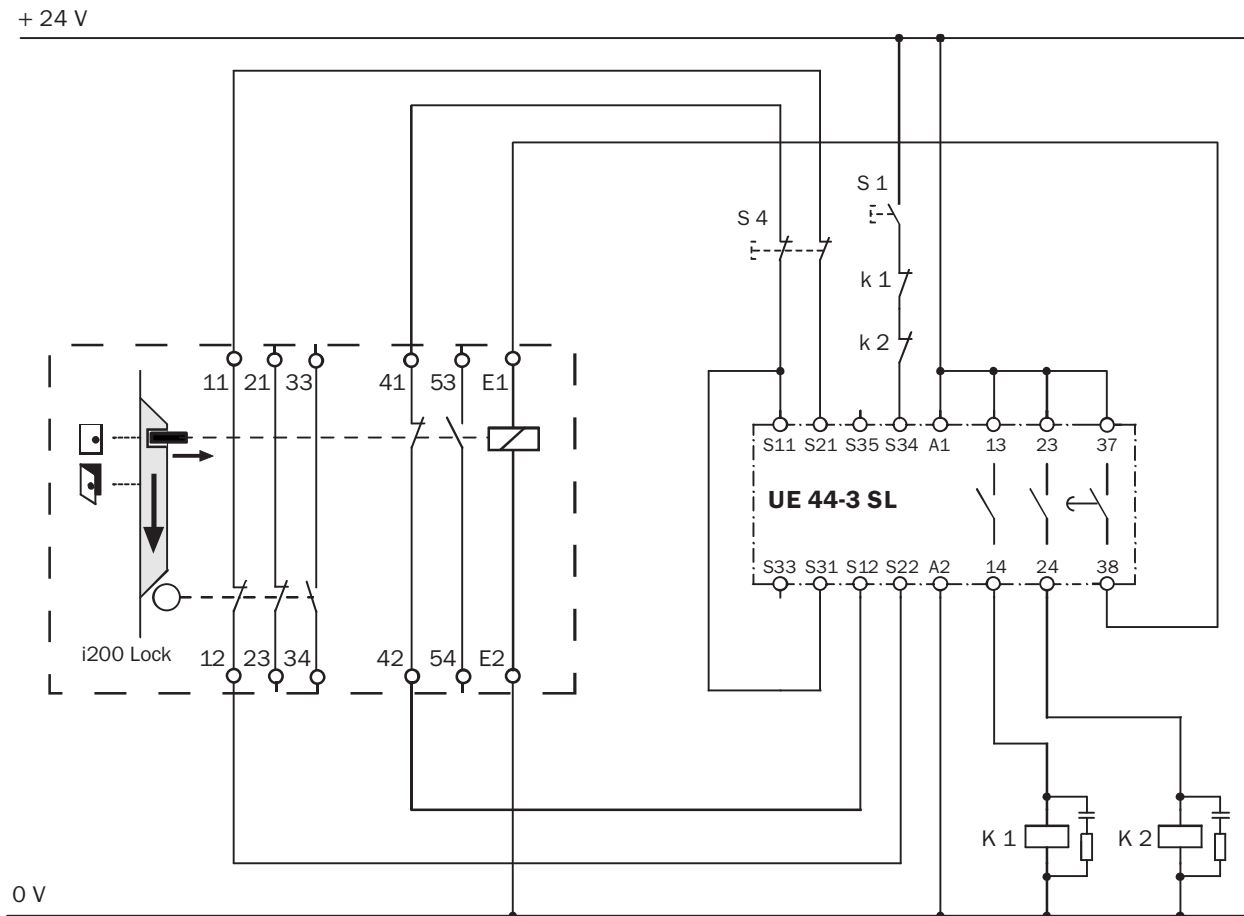 + 24 V
S 1
S 4
k 1
k 2
11 21 33 41 53 E1
S11 S21 S35 S34 A1 13 23 37
UE 44-3 SL
S33 S31 S12 S22 A2 14 24 38
i200 Lock
12 23 34 42 54 E2
K 1 K 2
0 V